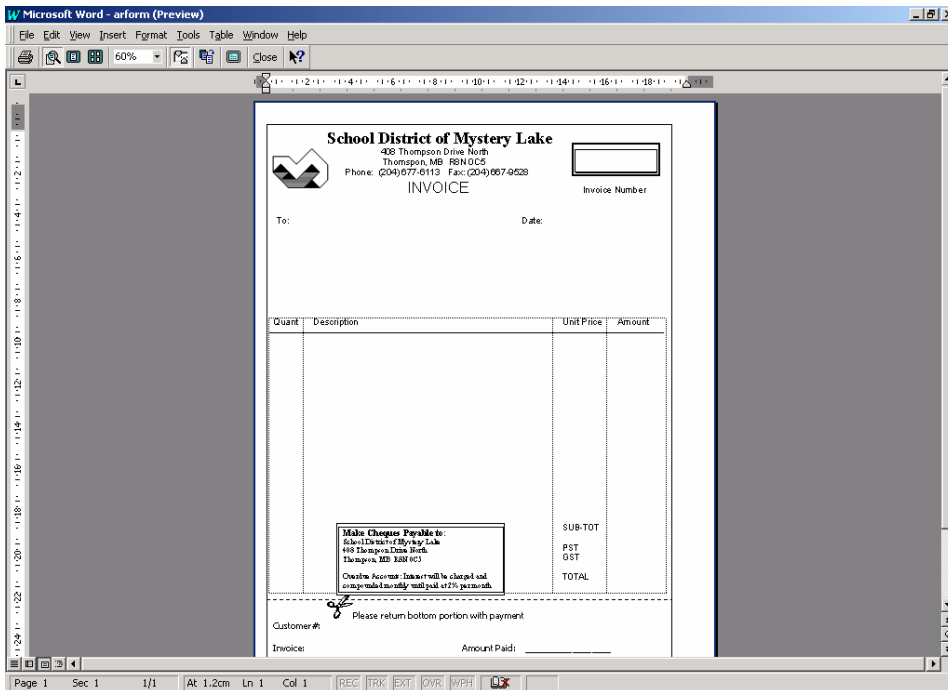 Microsoft Word - arform (Preview)
File Edit View Insert Format Tools Table Window Help
60% Close
School District of Mystery Lake
408 Thompson Drive North
Thomspon, MB R8N 0C5
Phone: (204)677-6113 Fax: (204)667-9528
INVOICE
Invoice Number
To: Date:
Quant Description Unit Price Amount
SUB-TOT
PST
GST
TOTAL
Make Cheques Payable to:
School District of Mystery Lake
408 Thompson Drive North
Thompson, MB R8N 0C5
Overdue Accounts: Interest will be charged and
compounded monthly until paid at 2% per month
Please return bottom portion with payment
Customer#:
Invoice: Amount Paid:
Page 1 Sec 1 1/1 At 1.2cm Ln 1 Col 1 REC TRK EXT OVR WPH